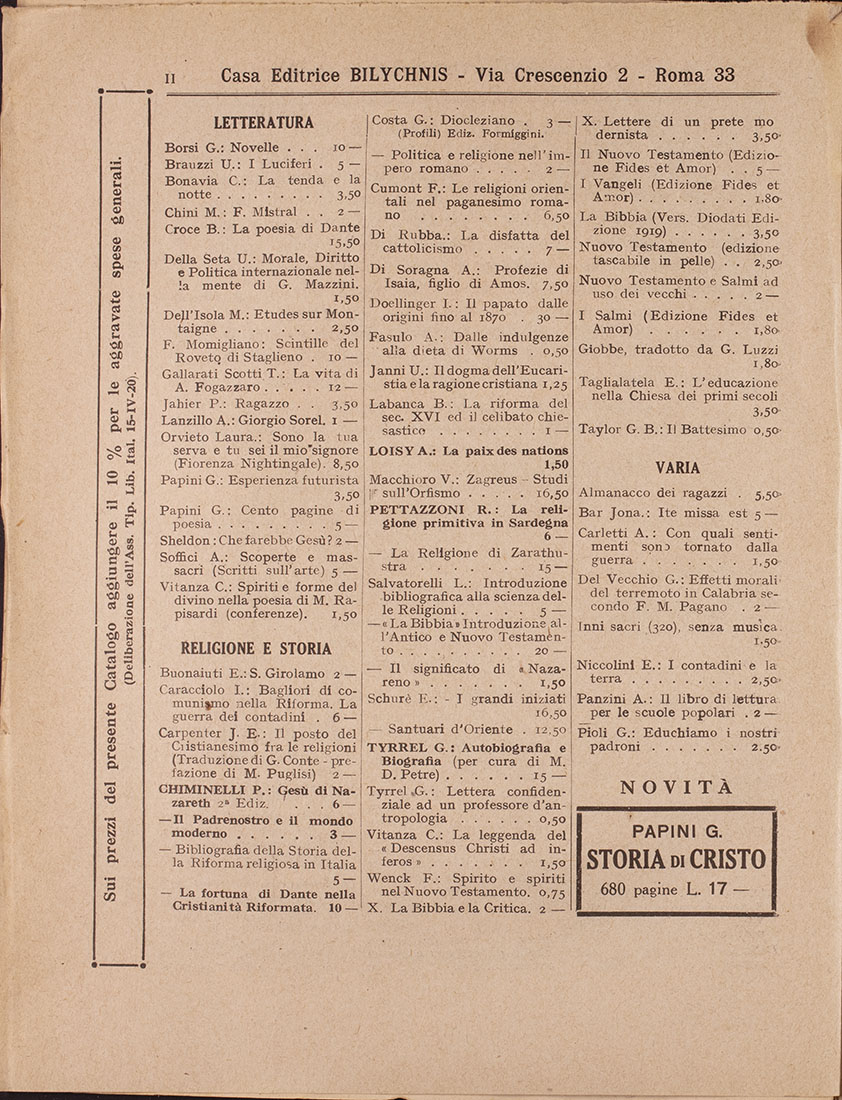 II
Casa Editrice BILYCHNIS - Via Crescenzio 2 - Roma 33
Sui prezzi del presente Catalogo aggiungere il 10 % per le aggravate spese generali.
(Deliberazione dell'Ass. Tip. Lib. Ital. 15-IV-20).
LETTERATURA
Borsi G.: Novelle . . . 10 —
Brauzzi U.: I Luciferi . 5 —
Bonavia C.: La tenda e la
notte . . . . . . . . . 3,50
Chini M.: F. Mistral . . 2 —
Croce B.: La poesia di Dante
15,50
Della Seta U.: Morale, Diritto
e Politica internazionale nel-
la mente di G. Mazzini.
1,50
Dell'Isola M.: Etudes sur Mon-
taigne . . . . . . . 2,50
F. Momigliano: Scintille del
Roveto di Staglieno . 10 —
Gallarati Scotti T.: La vita di
A. Fogazzaro . . . . . 12 —
Jahier P.: Ragazzo . . 3,50
Lanzillo A.: Giorgio Sorel. 1 —
Orvieto Laura.: Sono la tua
serva e tu sei il mio signore
(Fiorenza Nightingale). 8,50
Papini G.: Esperienza futurista
3,50
Papini G.: Cento pagine di
poesia . . . . . . . . . 5 —
Sheldon: Che farebbe Gesù? 2 —
Soffici A.: Scoperte e mas-
sacri (Scritti sull'arte) 5 —
Vitanza C.: Spiriti e forme del
divino nella poesia di M. Ra-
pisardi (conferenze). 1,50
RELIGIONE E STORIA
Buonaiuti E.: S. Girolamo 2 —
Caracciolo I.: Bagliori di co-
munismo nella Riforma. La
guerra dei contadini . 6 —
Carpenter J. E.: Il posto del
Cristianesimo fra le religioni
(Traduzione di G. Conte - pre-
fazione di M. Puglisi) 2 —
CHIMINELLI P.: Gesù di Na-
zareth 2ª Ediz. . . . 6 —
— Il Padrenostro e il mondo
moderno . . . . . . 3 —
— Bibliografia della Storia del-
la Riforma religiosa in Italia
5 —
— La fortuna di Dante nella
Cristianità Riformata. 10 —
Costa G.: Diocleziano . 3 —
(Profili) Ediz. Formiggini.
— Politica e religione nell'im-
pero romano . . . . . 2 —
Cumont F.: Le religioni orien-
tali nel paganesimo roma-
no . . . . . . . . 6,50
Di Rubba.: La disfatta del
cattolicismo . . . . . 7 —
Di Soragna A.: Profezie di
Isaia, figlio di Amos. 7,50
Doellinger I.: Il papato dalle
origini fino al 1870 . 30 —
Fasulo A.: Dalle indulgenze
alla dieta di Worms . 0,50
Janni U.: Il dogma dell'Eucari-
stia e la ragione cristiana 1,25
Labanca B.: La riforma del
sec. XVI ed il celibato chie-
sastico . . . . . . . . 1 —
LOISY A.: La paix des nations
1,50
Macchioro V.: Zagreus - Studi
sull'Orfismo . . . . . 16,50
PETTAZZONI R.: La reli-
gione primitiva in Sardegna
6 —
— La Religione di Zarathu-
stra . . . . . . . . 15 —
Salvatorelli L.: Introduzione
bibliografica alla scienza del-
le Religioni . . . . . 5 —
— « La Bibbia » Introduzione al-
l'Antico e Nuovo Testamen-
to . . . . . . . . . . 20 —
— Il significato di « Naza-
reno » . . . . . . . 1,50
Schurè E.: - I grandi iniziati
16,50
— Santuari d'Oriente . 12.50
TYRREL G.: Autobiografia e
Biografia (per cura di M.
D. Petre) . . . . . . 15 —
Tyrrel G.: Lettera confiden-
ziale ad un professore d'an-
tropologia . . . . . . 0,50
Vitanza C.: La leggenda del
« Descensus Christi ad in-
feros » . . . . . . . 1,50
Wenck F.: Spirito e spiriti
nel Nuovo Testamento. 0,75
X. La Bibbia e la Critica. 2 —
X. Lettere di un prete mo
dernista . . . . . . 3,50
Il Nuovo Testamento (Edizio-
ne Fides et Amor) . . 5 —
I Vangeli (Edizione Fides et
Amor) . . . . . . . . 1.80
La Bibbia (Vers. Diodati Edi-
zione 1919) . . . . . . 3,50
Nuovo Testamento (edizione
tascabile in pelle) . . 2,50
Nuovo Testamento e Salmi ad
uso dei vecchi . . . . . 2 —
I Salmi (Edizione Fides et
Amor) . . . . . . . 1,80
Giobbe, tradotto da G. Luzzi
1,80
Taglialatela E.: L'educazione
nella Chiesa dei primi secoli
3,50
Taylor G. B.: Il Battesimo 0,50
VARIA
Almanacco dei ragazzi . 5,50
Bar Jona.: Ite missa est 5 —
Carletti A.: Con quali senti-
menti sono tornato dalla
guerra . . . . . . . . 1,50
Del Vecchio G.: Effetti morali
del terremoto in Calabria se-
condo F. M. Pagano . 2 —
Inni sacri (320), senza musica.
1.50
Niccolini E.: I contadini e la
terra . . . . . . . . . 2,50
Panzini A.: Il libro di lettura
per le scuole popolari . 2 —
Pioli G.: Educhiamo i nostri
padroni . . . . . . . 2.50
NOVITÀ
PAPINI G.
STORIA DI CRISTO
680 pagine L. 17 —